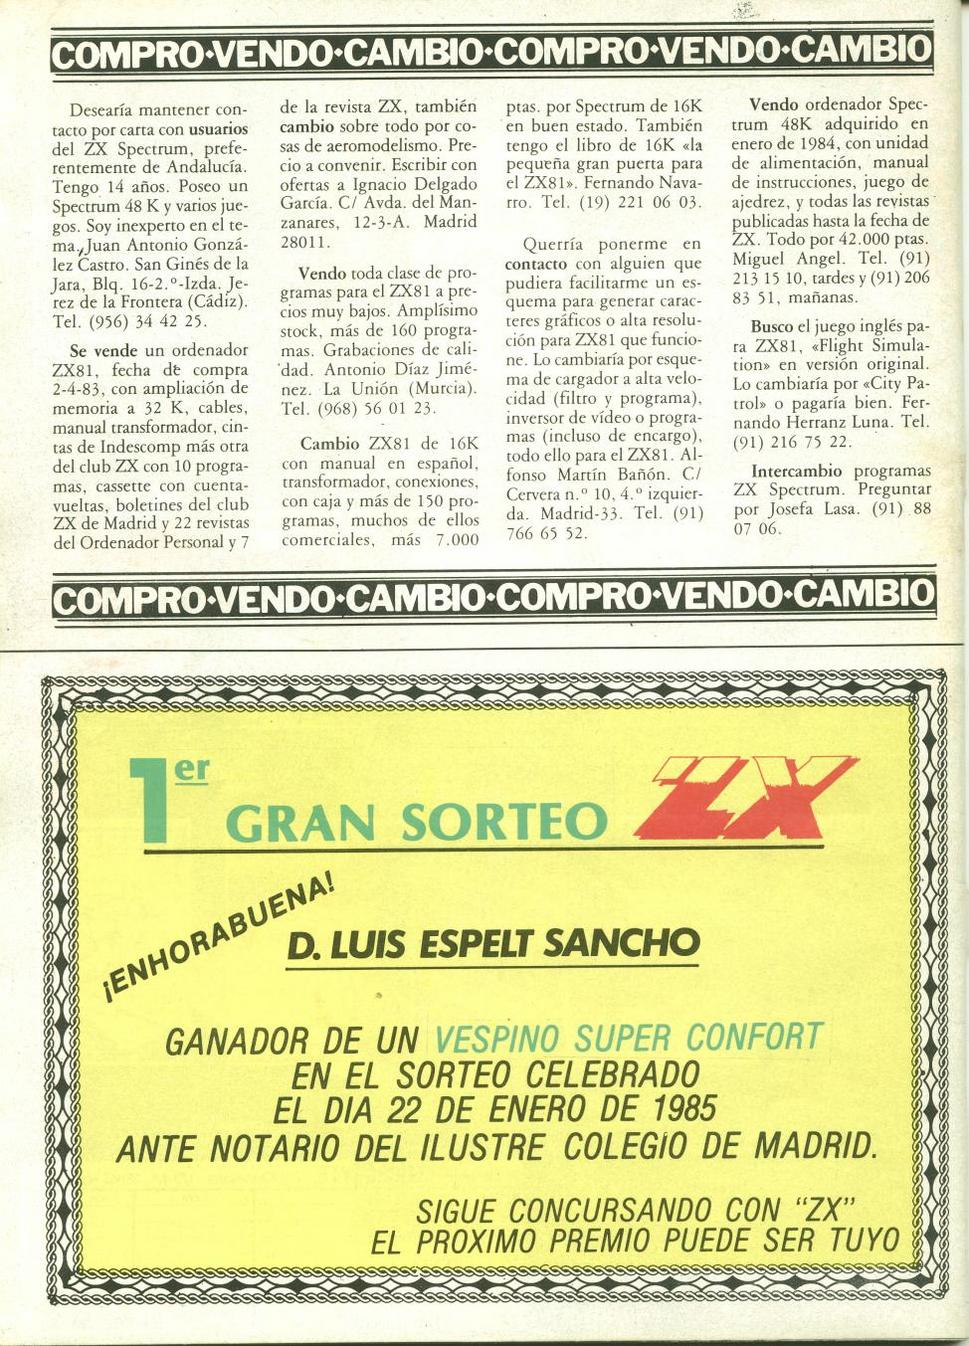 COMPRO•VENDO•CAMBIO•COMPRO•VENDO•CAMBIO
Desearía mantener con-
tacto por carta con usuarios
del ZX Spectrum, prefe-
rentemente de Andalucía.
Tengo 14 años. Poseo un
Spectrum 48 K y varios jue-
gos. Soy inexperto en el te-
ma. Juan Antonio Gonzá-
lez Castro. San Ginés de la
Jara, Blq. 16-2.º-Izda. Je-
rez de la Frontera (Cádiz).
Tel. (956) 34 42 25.
Se vende un ordenador
ZX81, fecha de compra
2-4-83, con ampliación de
memoria a 32 K, cables,
manual transformador, cin-
tas de Indescomp más otra
del club ZX con 10 progra-
mas, cassette con cuenta-
vueltas, boletines del club
ZX de Madrid y 22 revistas
del Ordenador Personal y 7
de la revista ZX, también
cambio sobre todo por co-
sas de aeromodelismo. Pre-
cio a convenir. Escribir con
ofertas a Ignacio Delgado
García. C/ Avda. del Man-
zanares, 12-3-A. Madrid
28011.
Vendo toda clase de pro-
gramas para el ZX81 a pre-
cios muy bajos. Amplísimo
stock, más de 160 progra-
mas. Grabaciones de cali-
dad. Antonio Díaz Jimé-
nez. La Unión (Murcia).
Tel. (968) 56 01 23.
Cambio ZX81 de 16K
con manual en español,
transformador, conexiones,
con caja y más de 150 pro-
gramas, muchos de ellos
comerciales, más 7.000
ptas. por Spectrum de 16K
en buen estado. También
tengo el libro de 16K «la
pequeña gran puerta para
el ZX81». Fernando Nava-
rro. Tel. (19) 221 06 03.
Querría ponerme en
contacto con alguien que
pudiera facilitarme un es-
quema para generar carac-
teres gráficos o alta resolu-
ción para ZX81 que funcio-
ne. Lo cambiaría por esque-
ma de cargador a alta velo-
cidad (filtro y programa),
inversor de vídeo o progra-
mas (incluso de encargo),
todo ello para el ZX81. Al-
fonso Martín Bañón. C/
Cervera n.º 10, 4.º izquier-
da. Madrid-33. Tel. (91)
766 65 52.
Vendo ordenador Spec-
trum 48K adquirido en
enero de 1984, con unidad
de alimentación, manual
de instrucciones, juego de
ajedrez, y todas las revistas
publicadas hasta la fecha de
ZX. Todo por 42.000 ptas.
Miguel Angel. Tel. (91)
213 15 10, tardes y (91) 206
83 51, mañanas.
Busco el juego inglés pa-
ra ZX81, «Flight Simula-
tion» en versión original.
Lo cambiaría por «City Pa-
trol» o pagaría bien. Fer-
nando Herranz Luna. Tel.
(91) 216 75 22.
Intercambio programas
ZX Spectrum. Preguntar
por Josefa Lasa. (91) 88
07 06.
COMPRO•VENDO•CAMBIO•COMPRO•VENDO•CAMBIO
1er GRAN SORTEO ZX
¡ENHORABUENA!
D. LUIS ESPELT SANCHO
GANADOR DE UN VESPINO SUPER CONFORT
EN EL SORTEO CELEBRADO
EL DIA 22 DE ENERO DE 1985
ANTE NOTARIO DEL ILUSTRE COLEGIO DE MADRID.
SIGUE CONCURSANDO CON "ZX"
EL PROXIMO PREMIO PUEDE SER TUYO